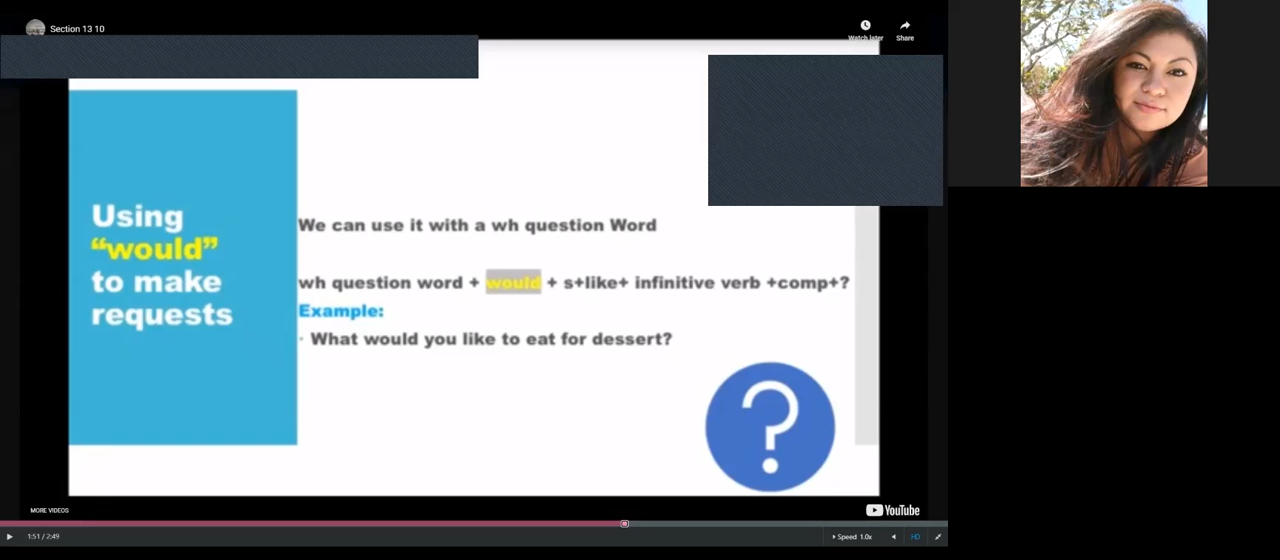 Section 13 10
Watch later
Share
Using
“would”
to make
requests
We can use it with a wh question Word
wh question word + would + s+like+ infinitive verb +comp+?
Example:
· What would you like to eat for dessert?
?
MORE VIDEOS
YouTube
1:51 / 2:49
Speed 1.0x
HD